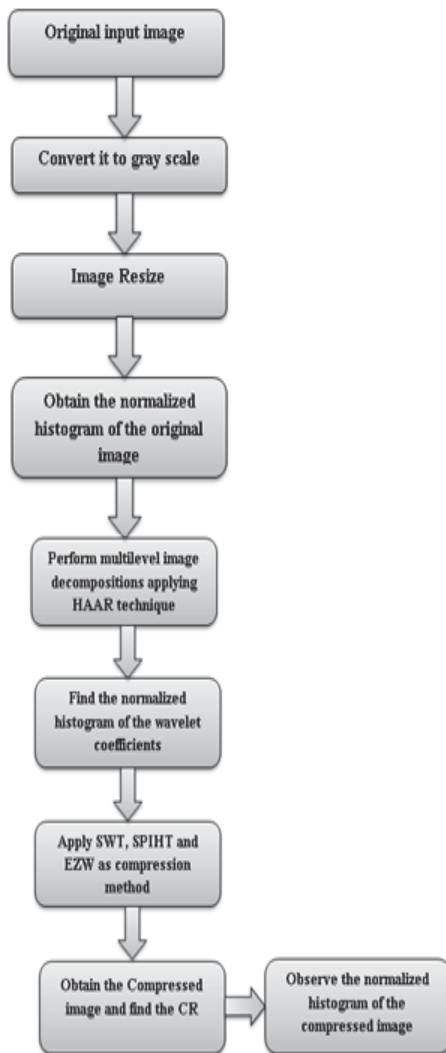 Original input image
Convert it to gray scale
Image Resize
Obtain the normalized
histogram of the original
image
Perform multilevel image
decompositions applying
HAAR technique
Find the normalized
histogram of the wavelet
coefficients
Apply SWT, SPIHT and
EZW as compression
method
Obtain the Compressed
image and find the CR
Observe the normalized
histogram of the
compressed image